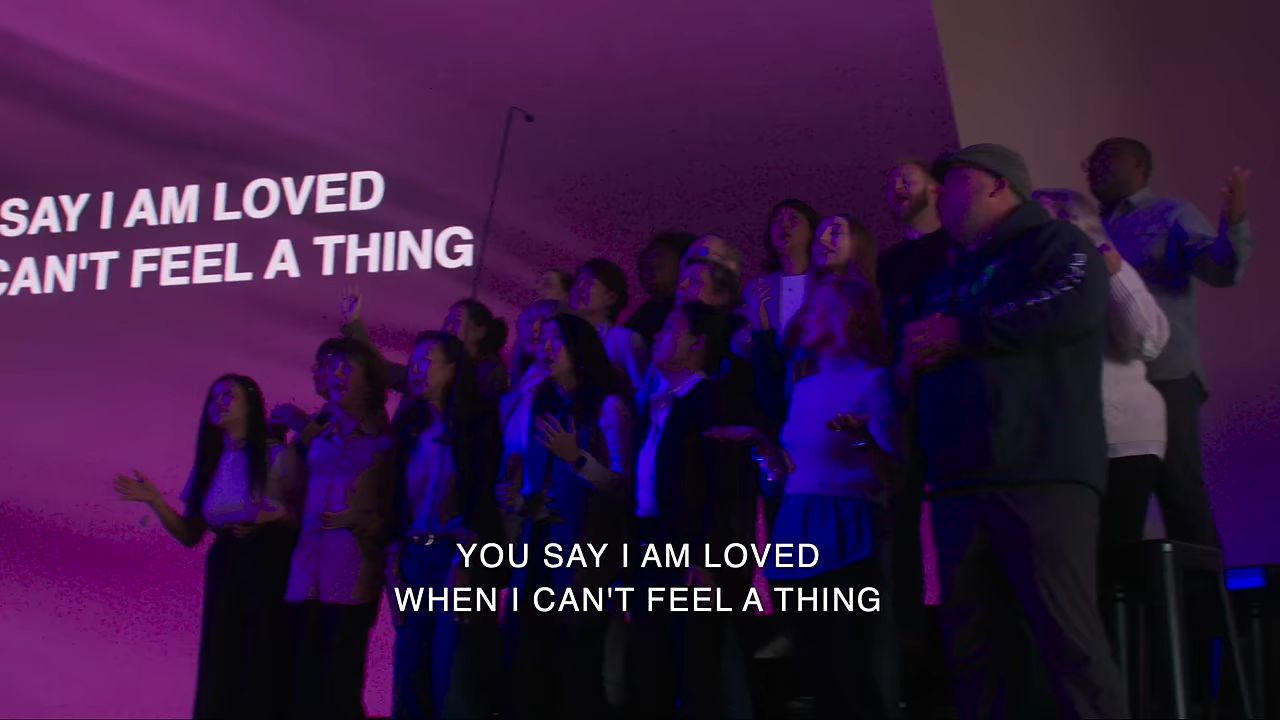 SAY I AM LOVED
CAN'T FEEL A THING
YOU SAY I AM LOVED
WHEN I CAN'T FEEL A THING